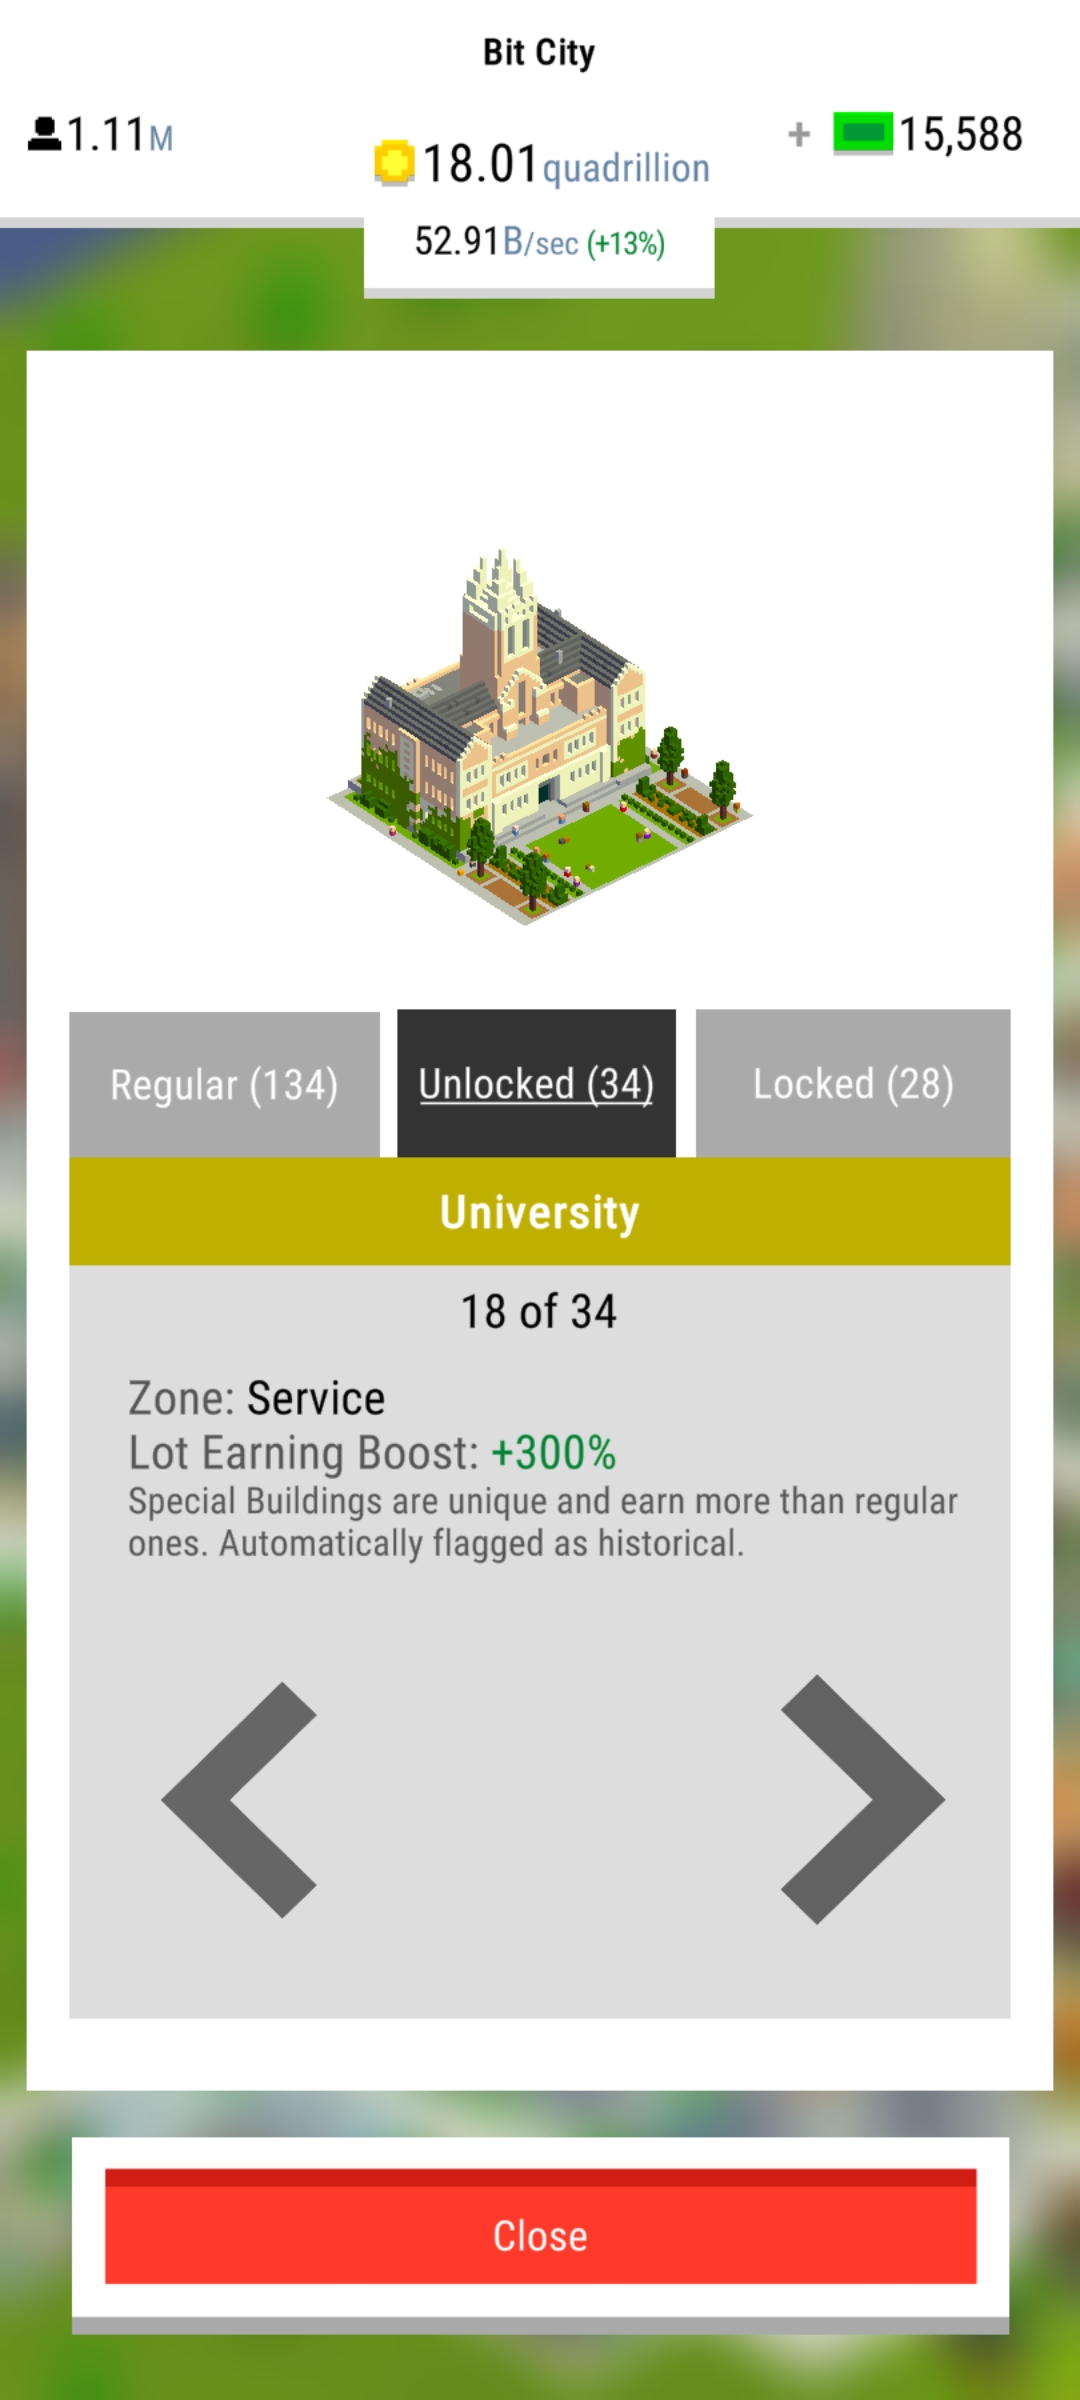 Bit City
1.11M
18.01quadrillion
+ 15,588
52.91B/sec (+13%)
Regular (134)
Unlocked (34)
Locked (28)
University
18 of 34
Zone: Service
Lot Earning Boost: +300%
Special Buildings are unique and earn more than regular
ones. Automatically flagged as historical.
Close